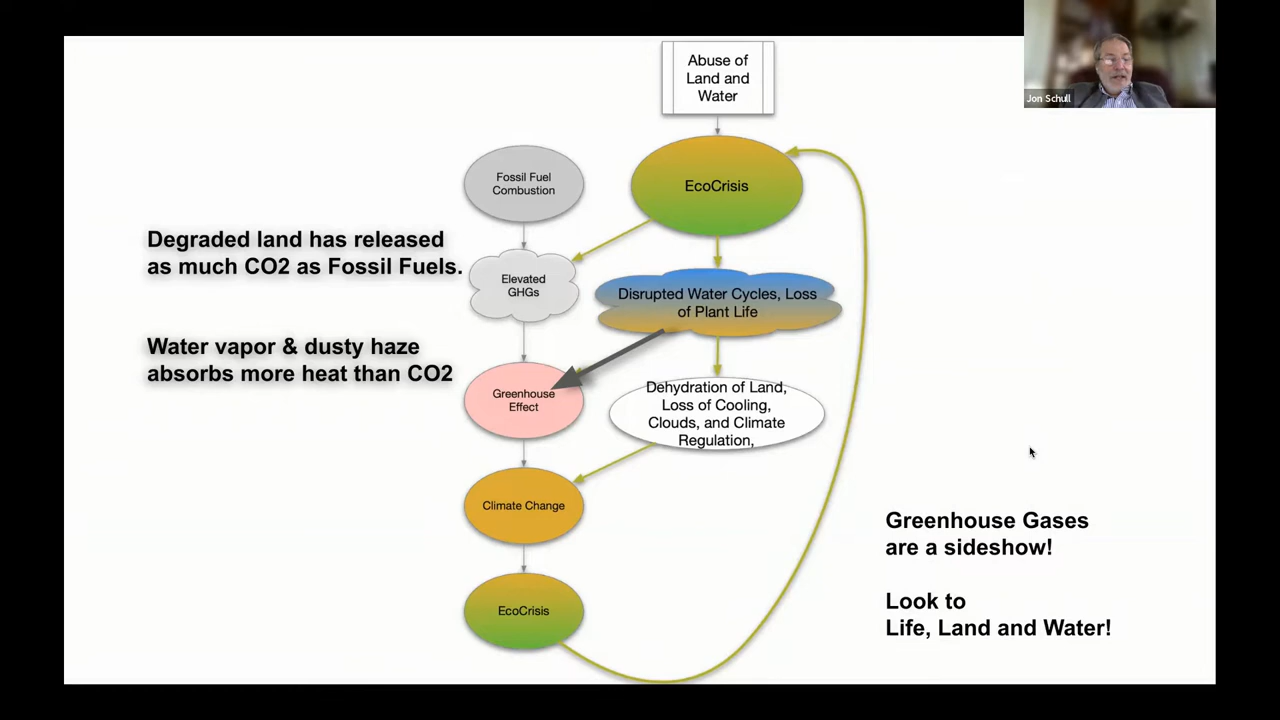 Jon Schull
Abuse of
Land and
Water
Fossil Fuel
Combustion
EcoCrisis
Degraded land has released
as much CO2 as Fossil Fuels.
Elevated
GHGs
Disrupted Water Cycles, Loss
of Plant Life
Water vapor & dusty haze
absorbs more heat than CO2
Greenhouse
Effect
Dehydration of Land,
Loss of Cooling,
Clouds, and Climate
Regulation,
Climate Change
EcoCrisis
Greenhouse Gases
are a sideshow!
Look to
Life, Land and Water!